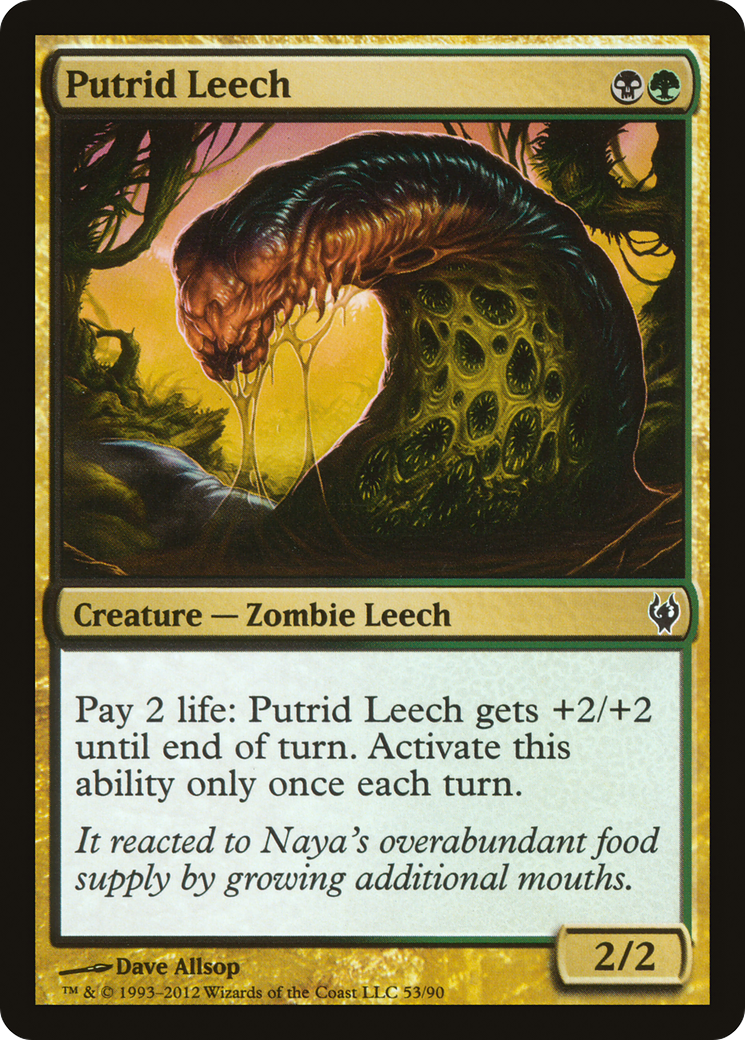 Putrid Leech
Creature — Zombie Leech
Pay 2 life: Putrid Leech gets +2/+2
until end of turn. Activate this
ability only once each turn.
It reacted to Naya's overabundant food
supply by growing additional mouths.
2/2
Dave Allsop
™ & © 1993–2012 Wizards of the Coast LLC 53/90